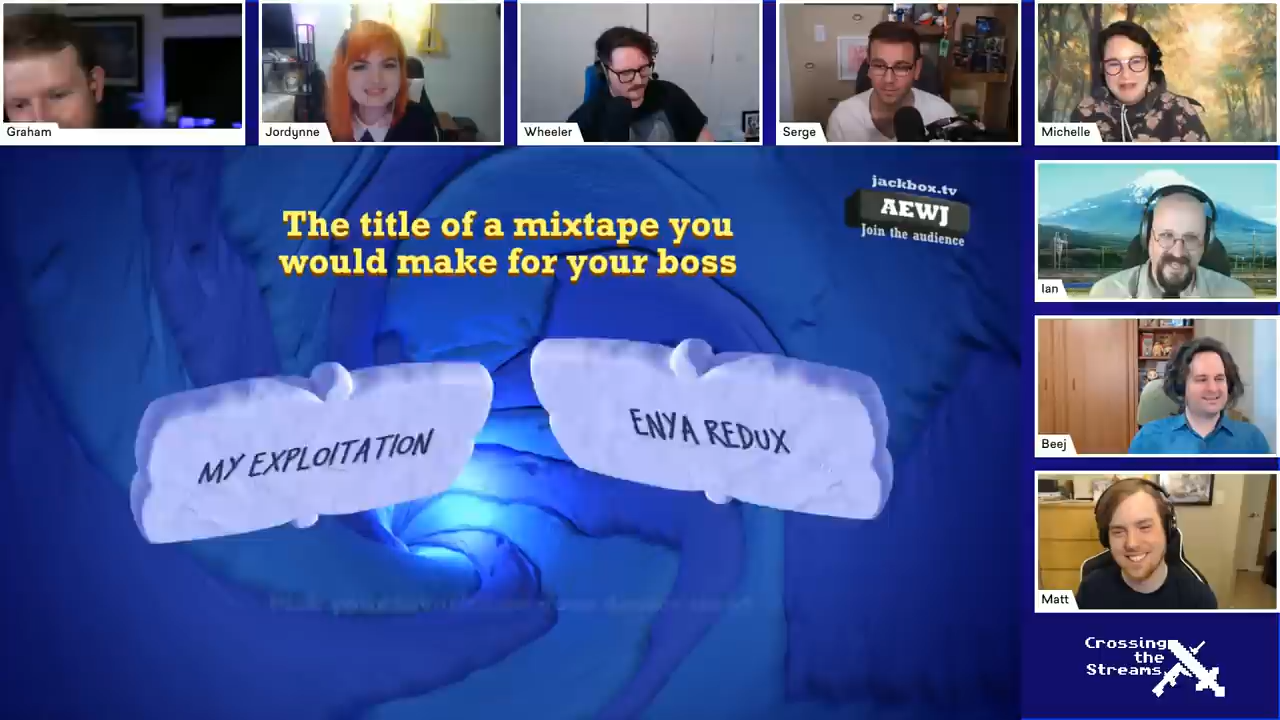 Graham
Jordynne
Wheeler
Serge
Michelle
jackbox.tv
AEWJ
Join the audience
The title of a mixtape you
would make for your boss
MY EXPLOITATION
ENYA REDUX
Ian
Beej
Matt
Crossing
the
Streams